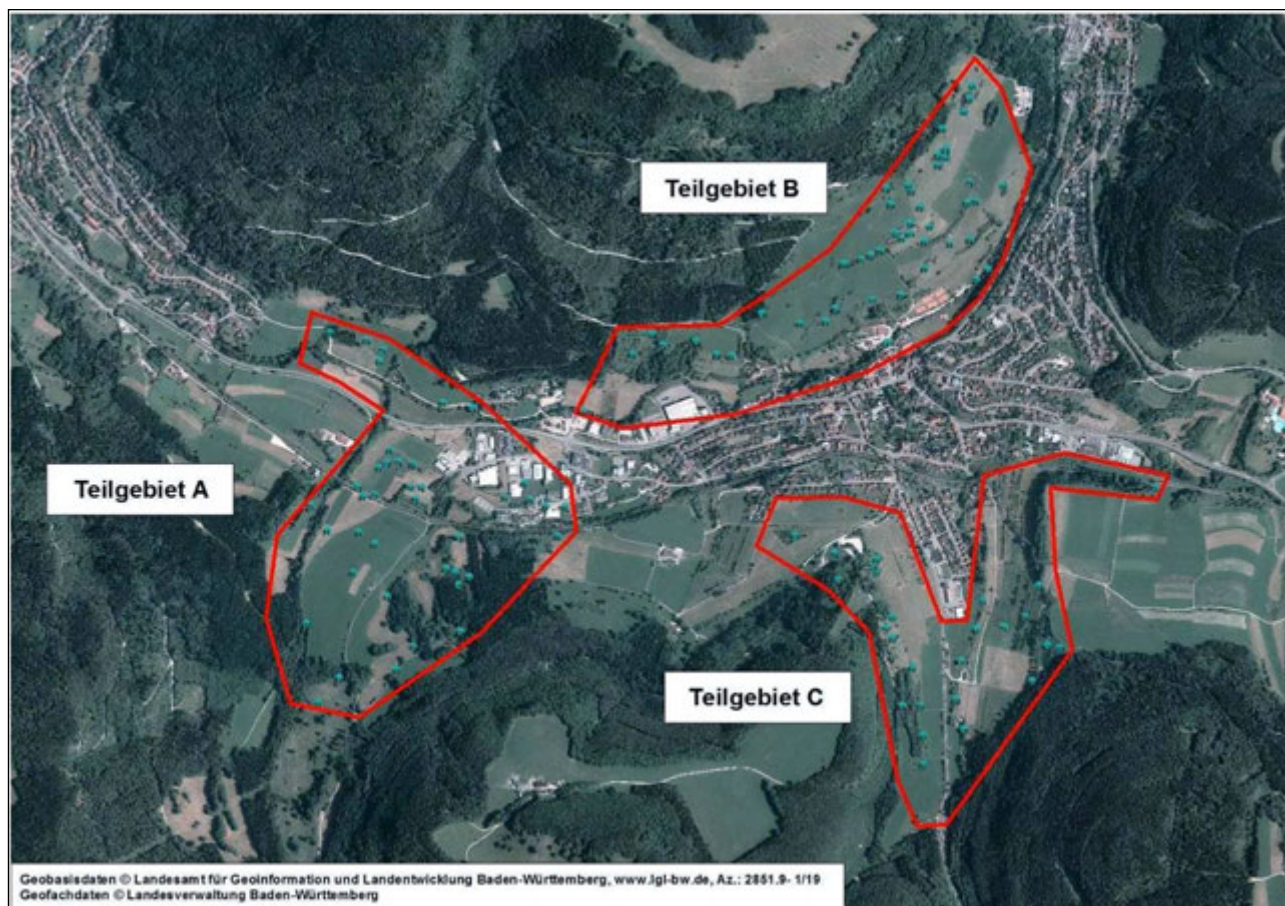 Teilgebiet B
Teilgebiet A
Teilgebiet C
Geobasisdaten © Landesamt für Geoinformation und Landentwicklung Baden-Württemberg, www.lgl-bw.de, Az.: 2851.9- 1/19
Geofachdaten © Landesverwaltung Baden-Württemberg